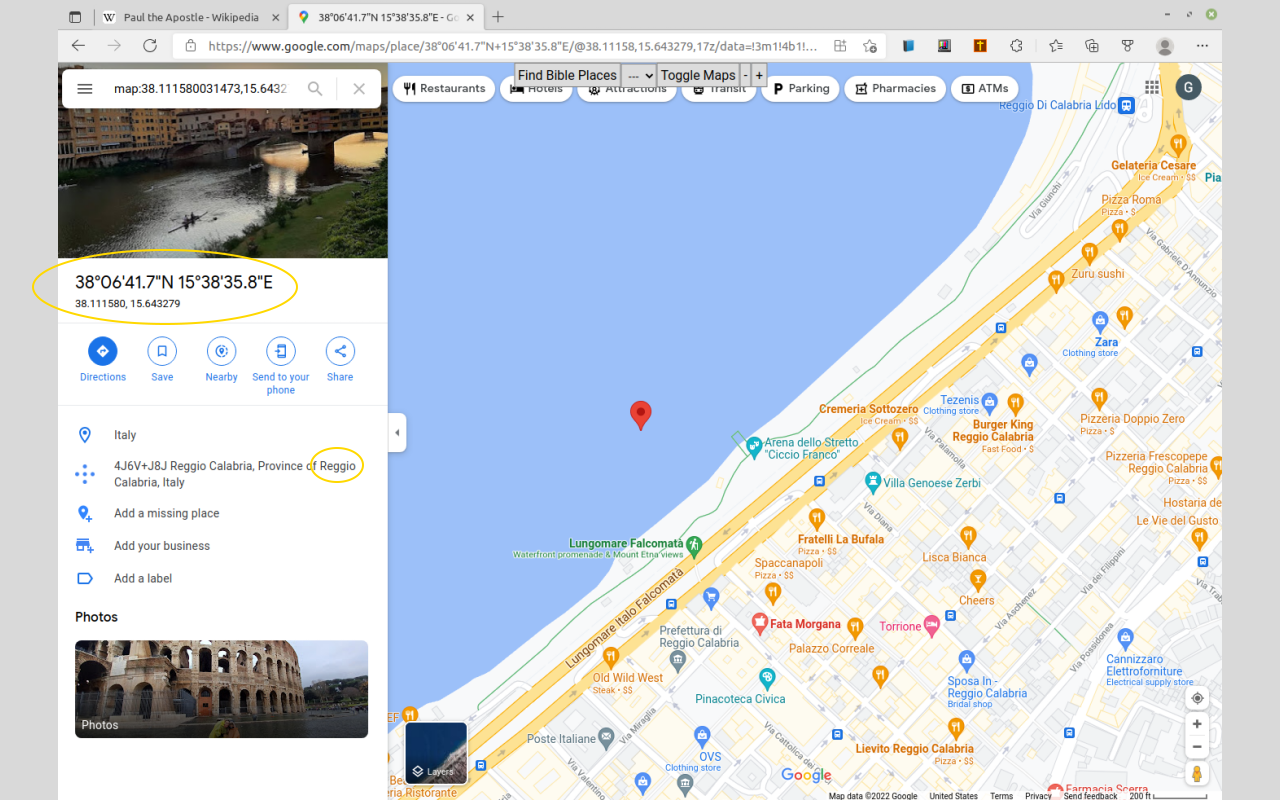 Paul the Apostle - Wikipedia
38°06'41.7"N 15°38'35.8"E - Go
https://www.google.com/maps/place/38°06'41.7"N+15°38'35.8"E/@38.11158,15.643279,17z/data=!3m1!4b1!...
Find Bible Places --- Toggle Maps - +
map:38.111580031473,15.6432
Restaurants
Hotels
Attractions
Transit
Parking
Pharmacies
ATMs
G
38°06'41.7"N 15°38'35.8"E
38.111580, 15.643279
Directions
Save
Nearby
Send to your
phone
Share
Italy
4J6V+J8J Reggio Calabria, Province of Reggio
Calabria, Italy
Add a missing place
Add your business
Add a label
Photos
Photos
Reggio Di Calabria Lido
Gelateria Cesare
Ice Cream • $$
Pia
Pizza Romà
Pizza • $
Via Giunchi
Via Gabriele D'Annunzio
Zuru sushi
Zara
Clothing store
Tezenis
Clothing store
Cremeria Sottozero
Ice Cream • $$
Burger King
Reggio Calabria
Fast Food • $
Pizzeria Doppio Zero
Pizza • $
Arena dello Stretto
"Ciccio Franco"
Via Palamolla
Pizzeria Frescopepe
Reggio Calabria
Pizza • $$
Villa Genoese Zerbi
Hostaria de
Le Vie del Gusto
Via Diana
Fratelli La Bufala
Pizza • $$
Lungomare Falcomatà
Waterfront promenade & Mount Etna views
Lisca Bianca
Via dei Filippini
Spaccanapoli
Pizza • $$
Cheers
Via Aschenez
Via Trab
Lungomare Italo Falcomatà
Fata Morgana
Torrione
Prefettura di
Reggio Calabria
Palazzo Correale
Via Possidonea
Cannizzaro
Elettroforniture
Electrical supply store
Old Wild West
Steak • $$
Pinacoteca Civica
Sposa In -
Reggio Calabria
Bridal shop
EF
Via Miraglia
Poste Italiane
OVS
Clothing store
Via Cattolica dei
Lievito Reggio Calabria
Pizza • $$
Layers
Google
Be
eria Ristorante
Farmacia Scerra
Map data ©2022 Google
United States
Terms
Privacy
Send feedback
200 ft